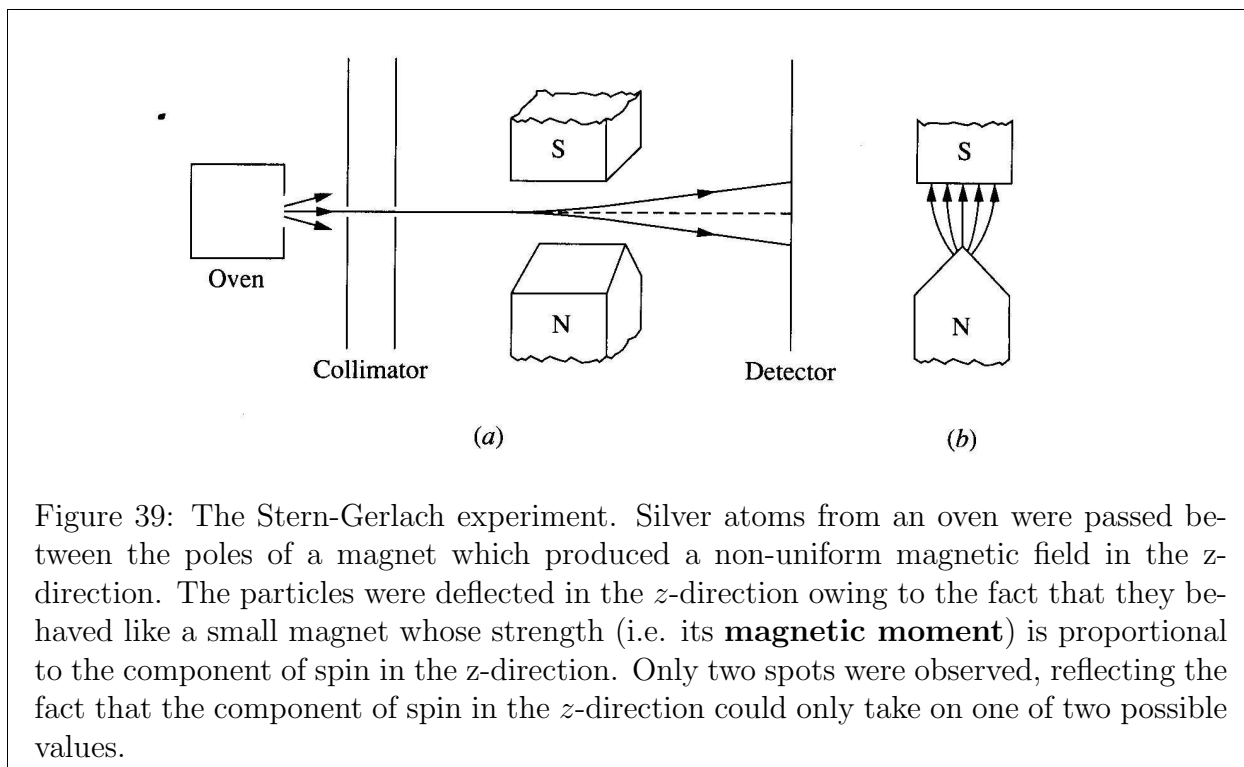 S
S
Oven
N
N
Collimator
Detector
(a)
(b)
Figure 39: The Stern-Gerlach experiment. Silver atoms from an oven were passed be-
tween the poles of a magnet which produced a non-uniform magnetic field in the z-
direction. The particles were deflected in the z-direction owing to the fact that they be-
haved like a small magnet whose strength (i.e. its magnetic moment) is proportional
to the component of spin in the z-direction. Only two spots were observed, reflecting the
fact that the component of spin in the z-direction could only take on one of two possible
values.